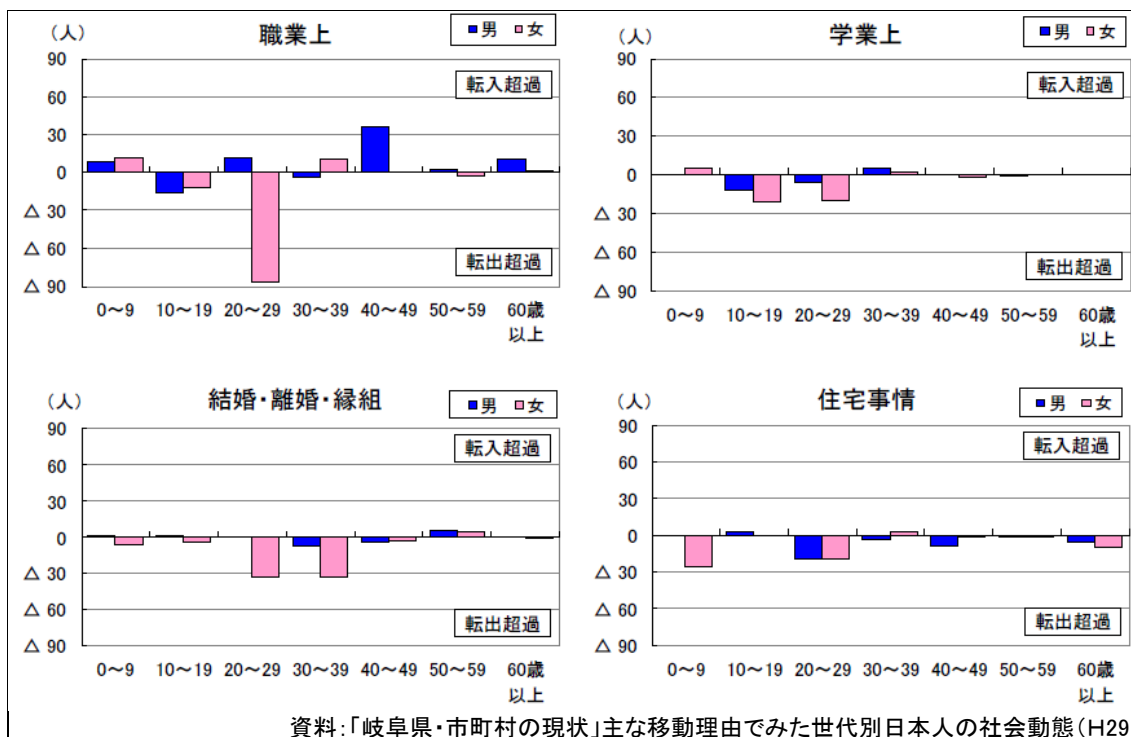 職業上
(人)
■男 ■女
90
60
30
0
△ 30
△ 60
△ 90
転入超過
転出超過
0～9 10～19 20～29 30～39 40～49 50～59 60歳
以上
学業上
(人)
■男 ■女
90
60
30
0
△ 30
△ 60
△ 90
転入超過
転出超過
0～9 10～19 20～29 30～39 40～49 50～59 60歳
以上
結婚・離婚・縁組
(人)
■男 ■女
90
60
30
0
△ 30
△ 60
△ 90
転入超過
転出超過
0～9 10～19 20～29 30～39 40～49 50～59 60歳
以上
住宅事情
(人)
■男 ■女
90
60
30
0
△ 30
△ 60
△ 90
転入超過
転出超過
0～9 10～19 20～29 30～39 40～49 50～59 60歳
以上
資料:「岐阜県・市町村の現状」主な移動理由でみた世代別日本人の社会動態(H29